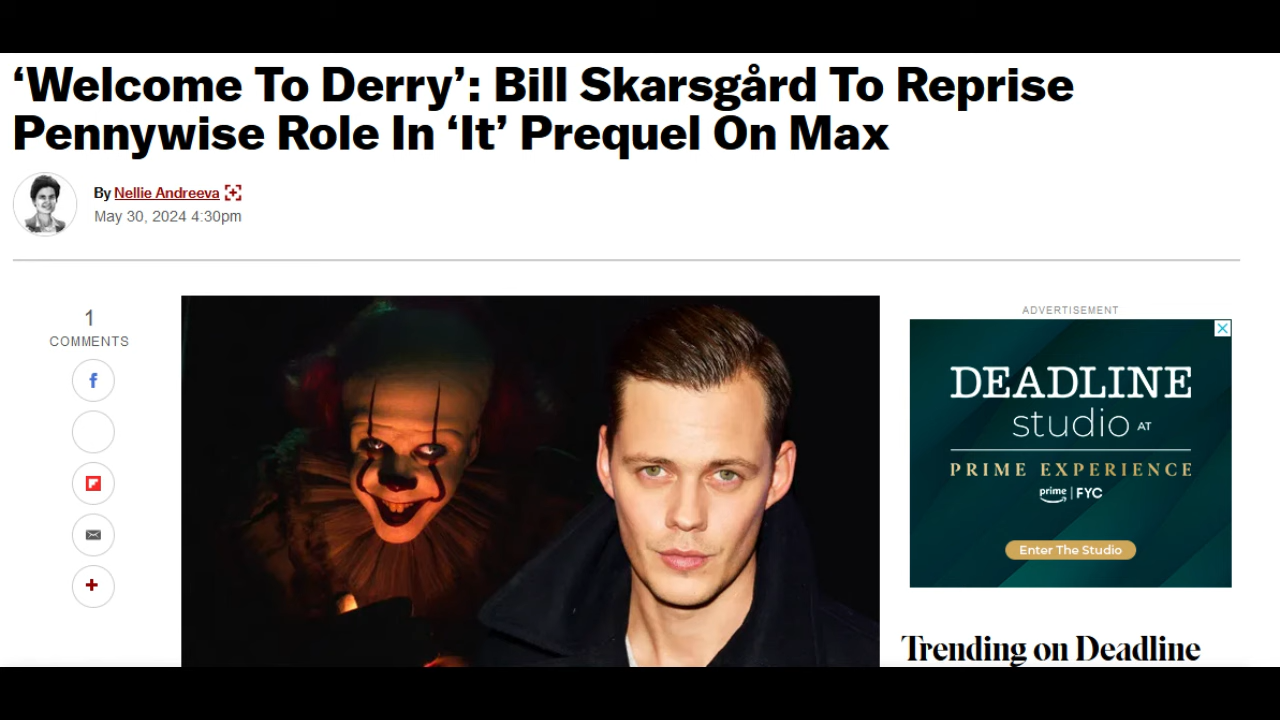 ‘Welcome To Derry’: Bill Skarsgård To Reprise
Pennywise Role In ‘It’ Prequel On Max
By Nellie Andreeva
May 30, 2024 4:30pm
1
COMMENTS
ADVERTISEMENT
DEADLINE
studio AT
PRIME EXPERIENCE
prime | FYC
Enter The Studio
Trending on Deadline